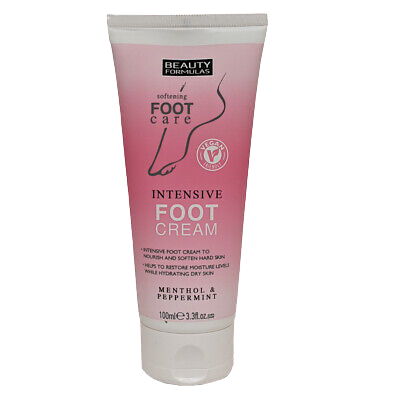 BEAUTY
FORMULAS
softening
FOOT
care
VEGAN
FRIENDLY
INTENSIVE
FOOT
CREAM
• INTENSIVE FOOT CREAM TO
NOURISH AND SOFTEN HARD SKIN
• HELPS TO RESTORE MOISTURE LEVELS
WHILE HYDRATING DRY SKIN
MENTHOL &
PEPPERMINT
100ml ℮ 3.3fl.oz.